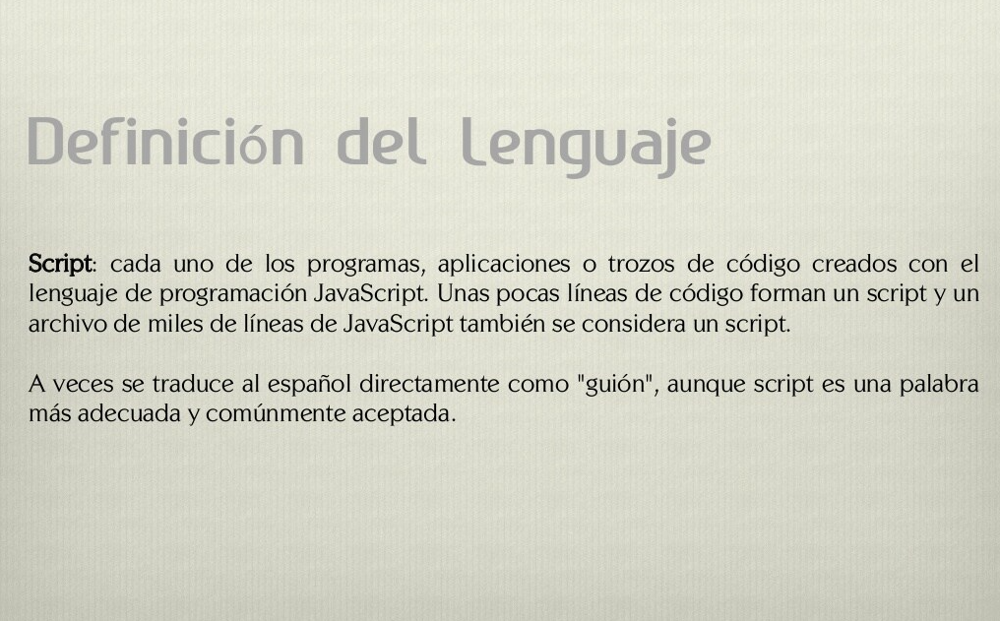 Definición del Lenguaje
Script: cada uno de los programas, aplicaciones o trozos de código creados con el
lenguaje de programación JavaScript. Unas pocas líneas de código forman un script y un
archivo de miles de líneas de JavaScript también se considera un script.
A veces se traduce al español directamente como "guión", aunque script es una palabra
más adecuada y comúnmente aceptada.